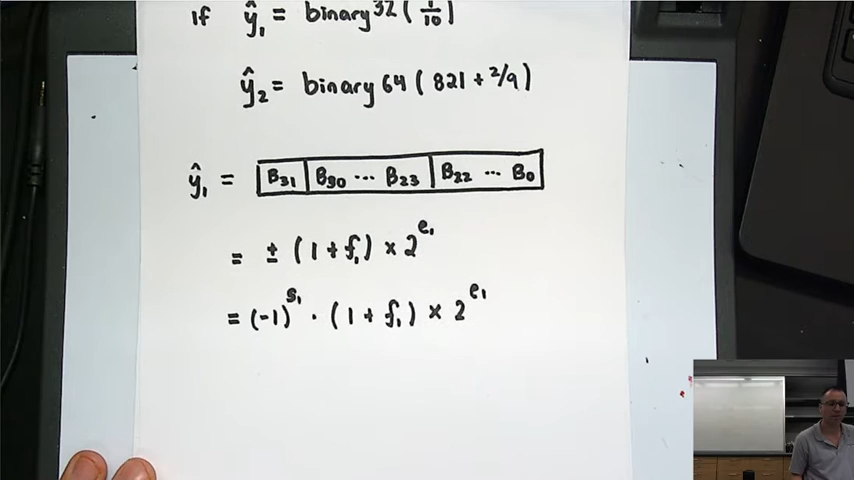 If ŷ₁ = binary32(1/10)
ŷ₂ = binary64(821 + 2/9)
ŷ₁ = B₃₁ B₃₀ ... B₂₃ B₂₂ ... B₀
= ± (1 + f₁) × 2^e₁
= (-1)^s₁ · (1 + f₁) × 2^e₁